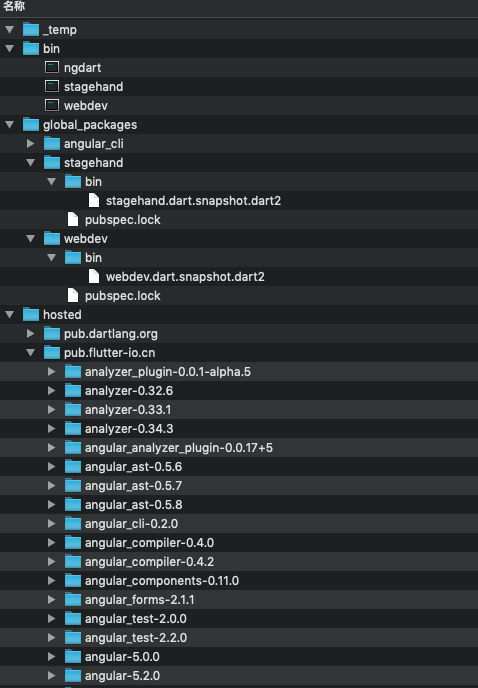 名称
_temp
bin
ngdart
stagehand
webdev
global_packages
angular_cli
stagehand
bin
stagehand.dart.snapshot.dart2
pubspec.lock
webdev
bin
webdev.dart.snapshot.dart2
pubspec.lock
hosted
pub.dartlang.org
pub.flutter-io.cn
analyzer_plugin-0.0.1-alpha.5
analyzer-0.32.6
analyzer-0.33.1
analyzer-0.34.3
angular_analyzer_plugin-0.0.17+5
angular_ast-0.5.6
angular_ast-0.5.7
angular_ast-0.5.8
angular_cli-0.2.0
angular_compiler-0.4.0
angular_compiler-0.4.2
angular_components-0.11.0
angular_forms-2.1.1
angular_test-2.0.0
angular_test-2.2.0
angular-5.0.0
angular-5.2.0